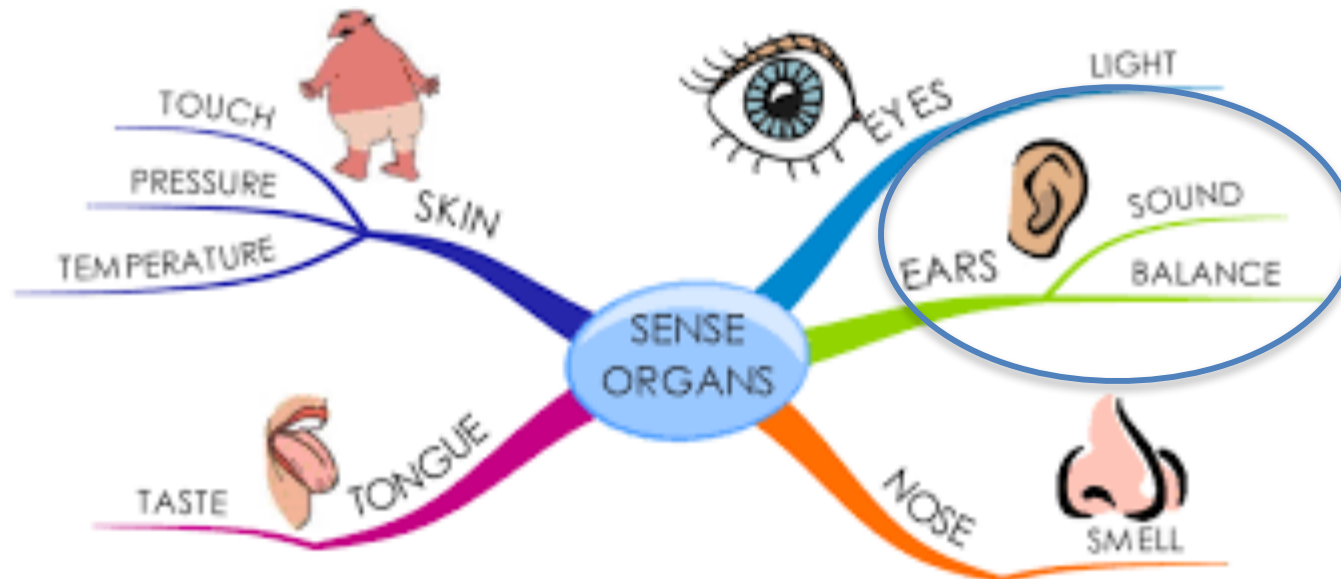 SENSE
ORGANS
SKIN
TOUCH
PRESSURE
TEMPERATURE
TONGUE
TASTE
EYES
LIGHT
EARS
SOUND
BALANCE
NOSE
SMELL